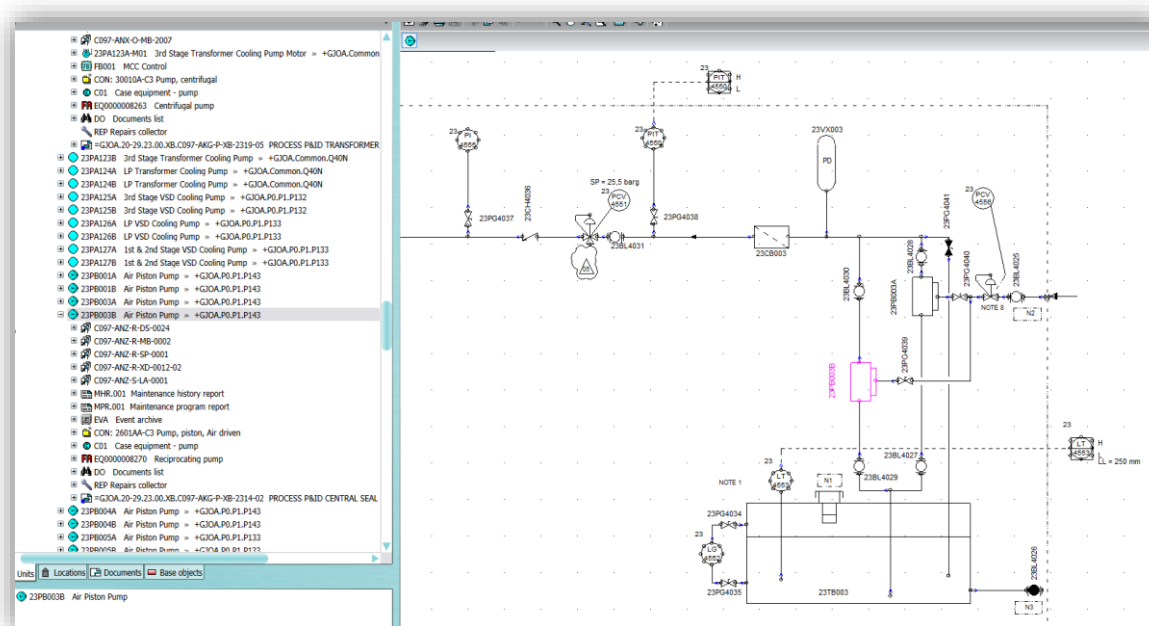 C097-ANX-O-MB-2007
23PA123A-M01 3rd Stage Transformer Cooling Pump Motor » +GJOA.Common
FB001 MCC Control
CON: 30010A-C3 Pump, centrifugal
C01 Case equipment - pump
EQ0000008263 Centrifugal pump
DO Documents list
REP Repairs collector
=GJOA.20-29.23.00.XB.C097-AKG-P-XB-2319-05 PROCESS P&ID TRANSFORMER
23PA123B 3rd Stage Transformer Cooling Pump » +GJOA.Common.Q40N
23PA124A LP Transformer Cooling Pump » +GJOA.Common.Q40N
23PA124B LP Transformer Cooling Pump » +GJOA.Common.Q40N
23PA125A 3rd Stage VSD Cooling Pump » +GJOA.P0.P1.P132
23PA125B 3rd Stage VSD Cooling Pump » +GJOA.P0.P1.P132
23PA126A LP VSD Cooling Pump » +GJOA.P0.P1.P133
23PA126B LP VSD Cooling Pump » +GJOA.P0.P1.P133
23PA127A 1st & 2nd Stage VSD Cooling Pump » +GJOA.P0.P1.P133
23PA127B 1st & 2nd Stage VSD Cooling Pump » +GJOA.P0.P1.P133
23PB001A Air Piston Pump » +GJOA.P0.P1.P143
23PB001B Air Piston Pump » +GJOA.P0.P1.P143
23PB003A Air Piston Pump » +GJOA.P0.P1.P143
23PB003B Air Piston Pump » +GJOA.P0.P1.P143
C097-ANZ-R-DS-0024
C097-ANZ-R-MB-0002
C097-ANZ-R-SP-0001
C097-ANZ-R-XD-0012-02
C097-ANZ-S-LA-0001
MHR.001 Maintenance history report
MPR.001 Maintenance program report
EVA Event archive
CON: 2601AA-C3 Pump, piston, Air driven
C01 Case equipment - pump
EQ0000008270 Reciprocating pump
DO Documents list
REP Repairs collector
=GJOA.20-29.23.00.XB.C097-AKG-P-XB-2314-02 PROCESS P&ID CENTRAL SEAL
23PB004A Air Piston Pump » +GJOA.P0.P1.P143
23PB004B Air Piston Pump » +GJOA.P0.P1.P143
23PB005A Air Piston Pump » +GJOA.P0.P1.P133
23PB005B Air Piston Pump » +GJOA.P0.P1.P133
Units
Locations
Documents
Base objects
23PB003B Air Piston Pump
23
PIT
4550
H
L
23
PI
4555
23
PIT
4550
23VX003
PD
SP = 25,5 barg
23
PCV
4551
23CH4036
23PG4037
23PG4038
23BL4031
23CB003
23
PCV
4556
23PG4041
23BL4028
23PG4040
23BL4025
23BL4030
23PB003A
NOTE 8
N2
23PG4039
23PB003B
23
LT
4553
H
L
LL = 250 mm
23BL4027
23BL4029
NOTE 1
23
LT
4553
N1
23PG4034
23
LG
4552
23PG4035
23TB003
23BL4026
N3